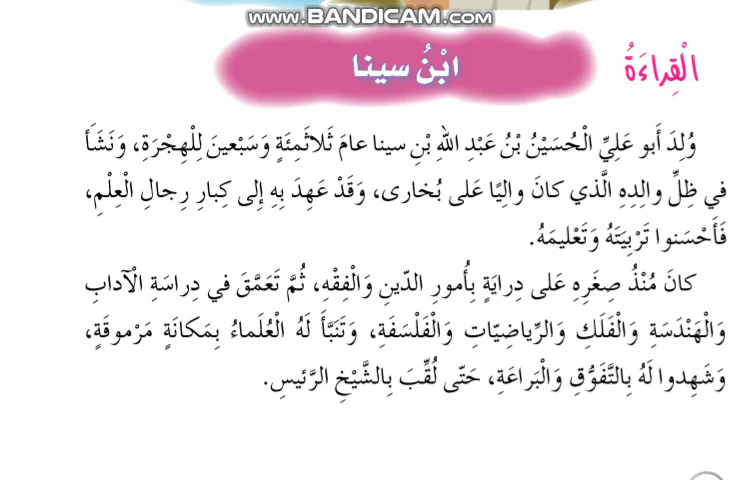 WWW.BANDICAM.COM
الْقِراءَةُ
ابْنُ سينا
وُلِدَ أَبو عَلِيِّ الْحُسَيْنُ بْنُ عَبْدِ اللهِ بْنِ سينا عامَ ثَلاثَمِئَةٍ وَسَبْعينَ لِلْهِجْرَةِ، وَنَشَأَ
في ظِلِّ والِدِهِ الَّذي كانَ والِيًا عَلى بُخارى، وَقَدْ عَهِدَ بِهِ إِلى كِبارِ رِجالِ الْعِلْمِ،
فَأَحْسَنوا تَرْبِيَتَهُ وَتَعْليمَهُ.
كانَ مُنْذُ صِغَرِهِ عَلى دِرايَةٍ بِأُمورِ الدّينِ وَالْفِقْهِ، ثُمَّ تَعَمَّقَ في دِراسَةِ الْآدابِ
وَالْهَنْدَسَةِ وَالْفَلَكِ وَالرِّياضِيّاتِ وَالْفَلْسَفَةِ، وَتَنَبَّأَ لَهُ الْعُلَماءُ بِمَكانَةٍ مَرْموقَةٍ،
وَشَهِدوا لَهُ بِالتَّفَوُّقِ وَالْبَراعَةِ، حَتّى لُقِّبَ بِالشَّيْخِ الرَّئيسِ.